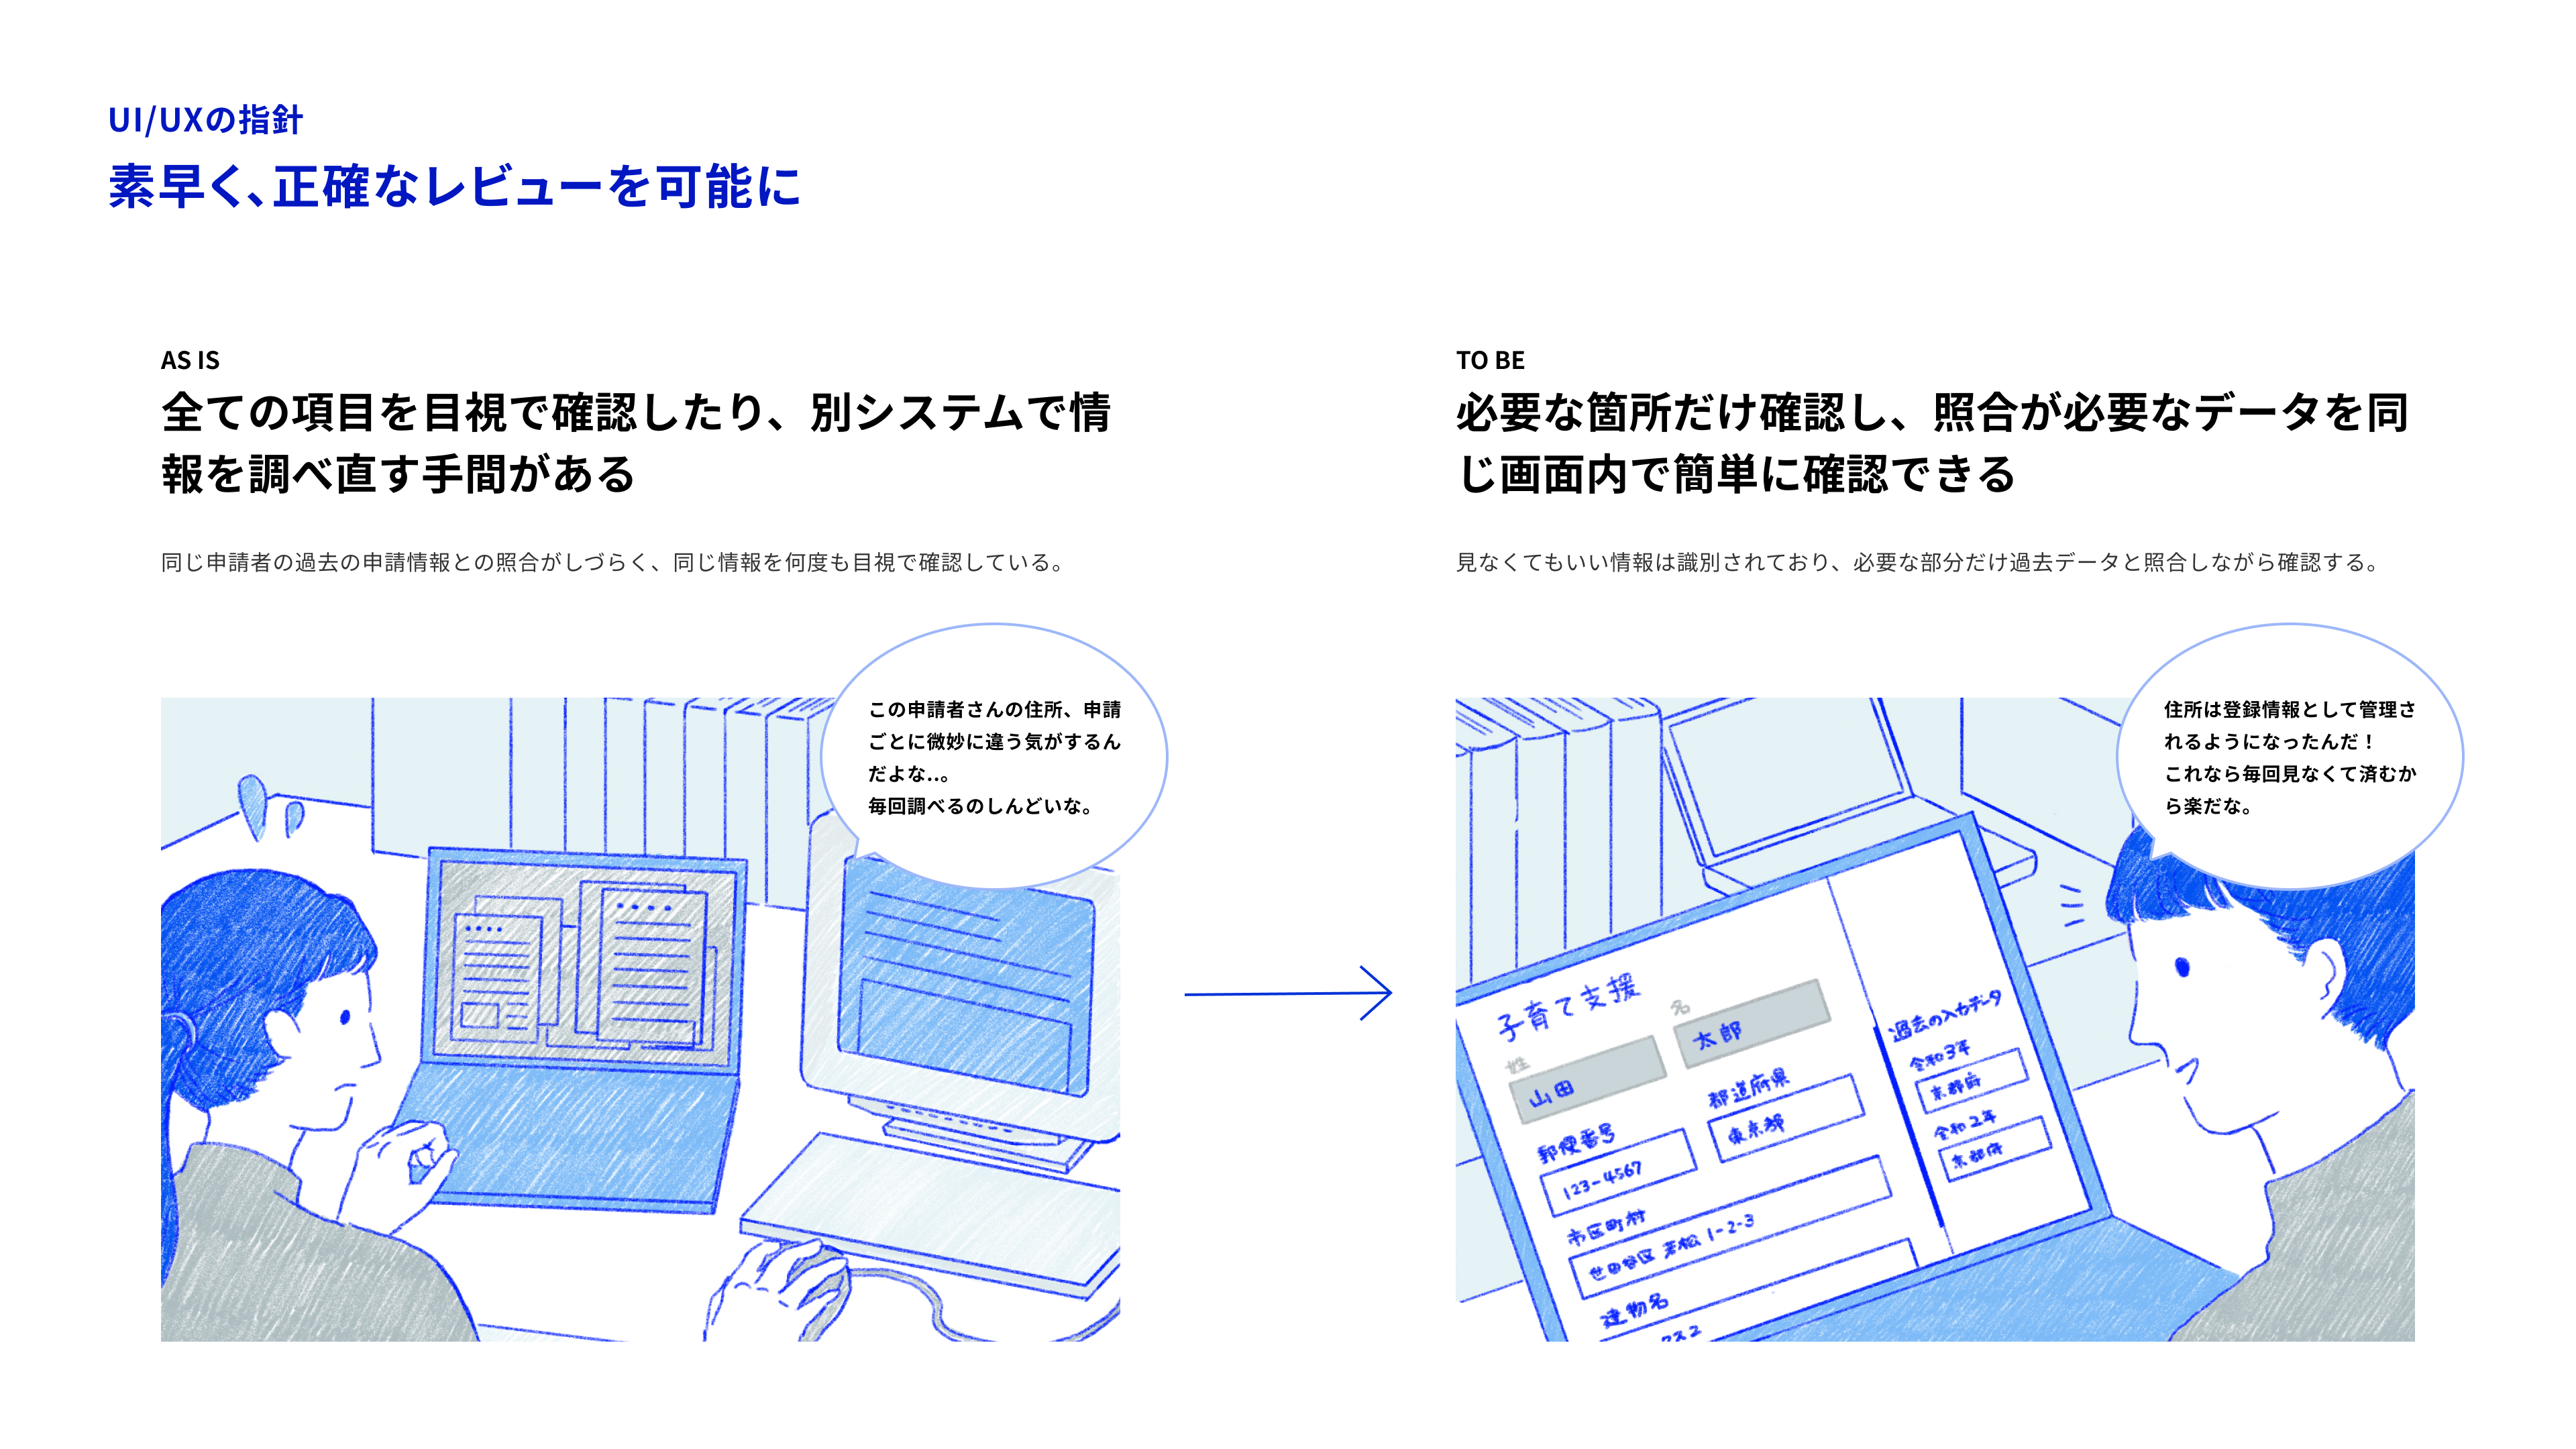 UI/UXの指針
素早く、正確なレビューを可能に
AS IS
全ての項目を目視で確認したり、別システムで情
報を調べ直す手間がある
同じ申請者の過去の申請情報との照合がしづらく、同じ情報を何度も目視で確認している。
この申請者さんの住所、申請
ごとに微妙に違う気がするん
だよな..。
毎回調べるのしんどいな。
TO BE
必要な箇所だけ確認し、照合が必要なデータを同
じ画面内で簡単に確認できる
見なくてもいい情報は識別されており、必要な部分だけ過去データと照合しながら確認する。
住所は登録情報として管理さ
れるようになったんだ！
これなら毎回見なくて済むか
ら楽だな。
子育て支援
姓
山田
名
太郎
郵便番号
123-4567
都道府県
東京都
市区町村
世田谷区 若松 1-2-3
建物名
クス2
過去の入力データ
令和3年
京都府
令和2年
京都府